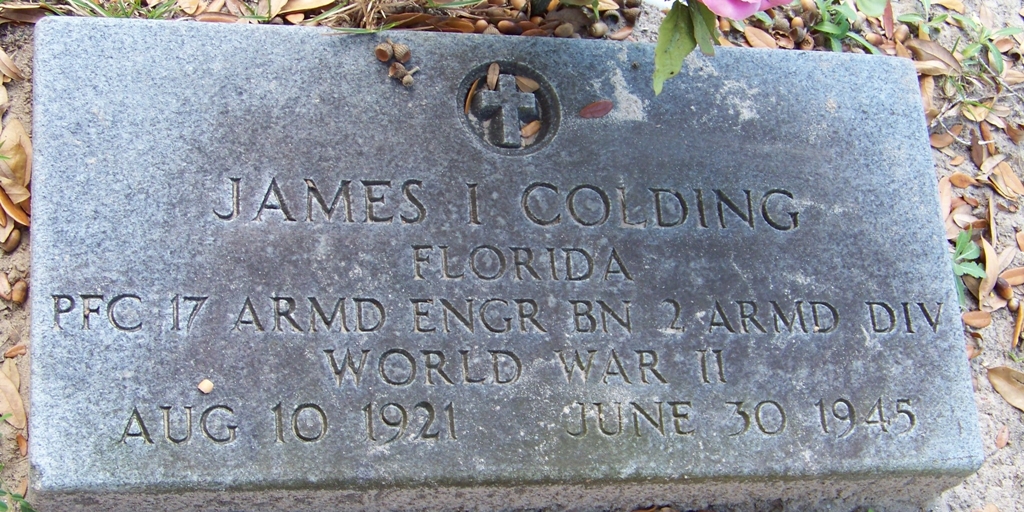 JAMES I COLDING
FLORIDA
PFC 17 ARMD ENGR BN 2 ARMD DIV
WORLD WAR II
AUG 10 1921 JUNE 30 1945